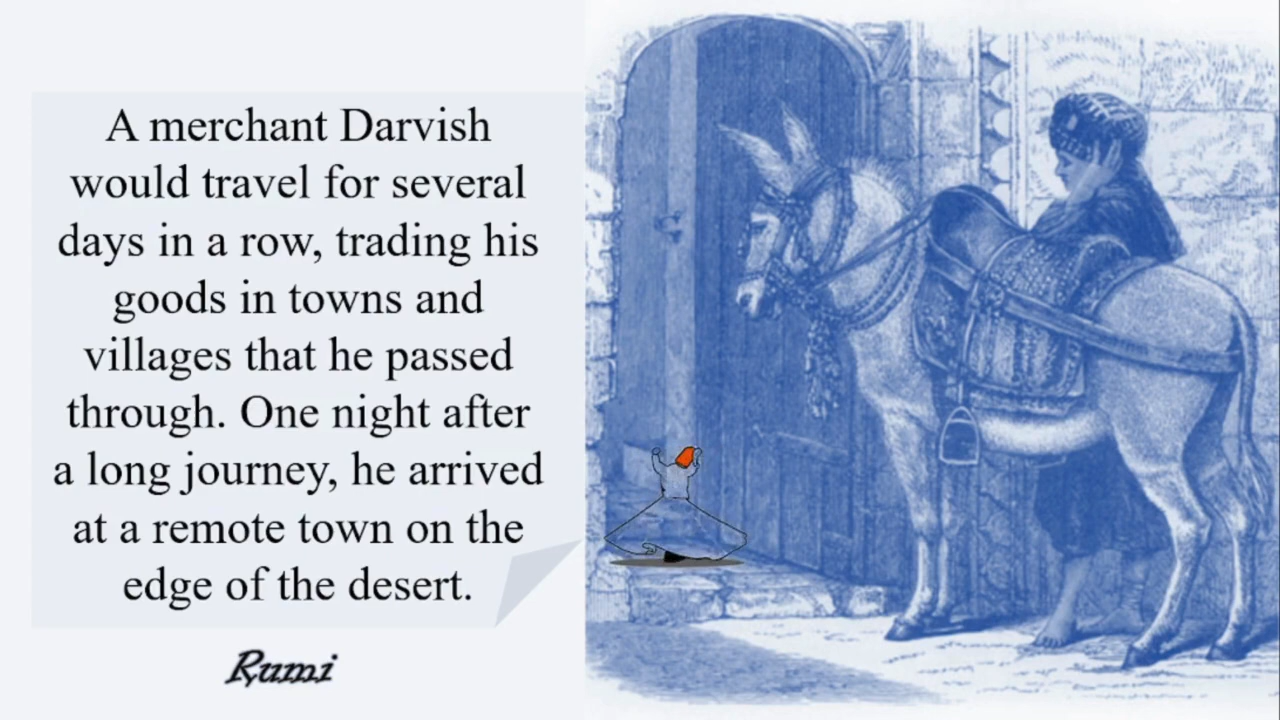 A merchant Darvish
would travel for several
days in a row, trading his
goods in towns and
villages that he passed
through. One night after
a long journey, he arrived
at a remote town on the
edge of the desert.
Rumi